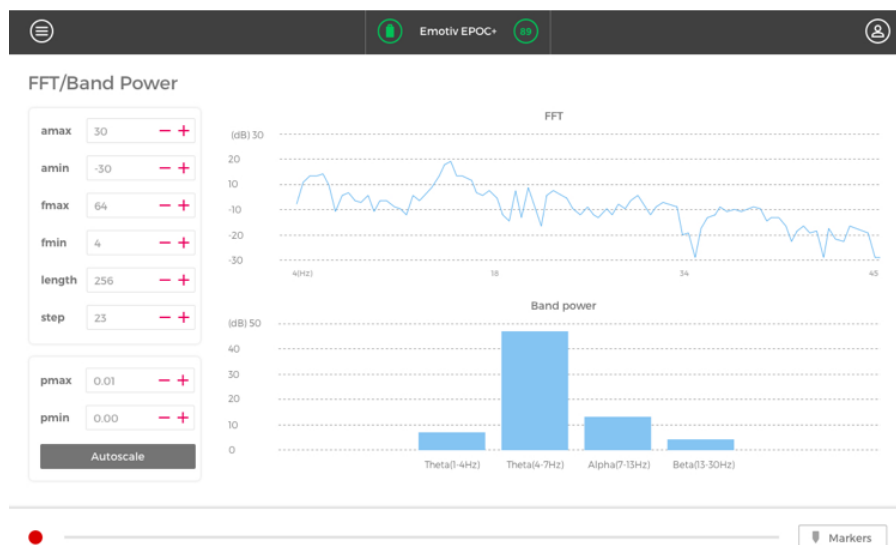 Emotiv EPOC+ 89
FFT/Band Power
amax 30 − +
amin -30 − +
fmax 64 − +
fmin 4 − +
length 256 − +
step 23 − +
pmax 0.01 − +
pmin 0.00 − +
Autoscale
FFT
(dB) 30
20
10
-10
-20
-30
4(Hz) 18 34 45
Band power
(dB) 50
40
30
20
10
0
Theta(1-4Hz) Theta(4-7Hz) Alpha(7-13Hz) Beta(13-30Hz)
Markers